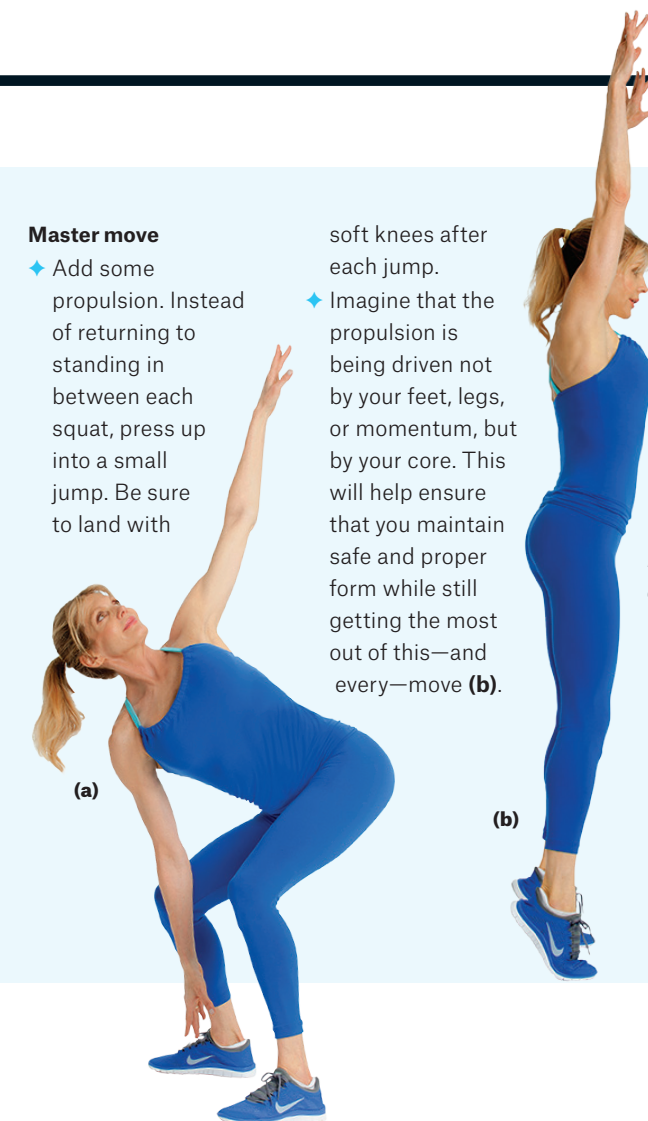 Master move
✦ Add some
propulsion. Instead
of returning to
standing in
between each
squat, press up
into a small
jump. Be sure
to land with
soft knees after
each jump.
✦ Imagine that the
propulsion is
being driven not
by your feet, legs,
or momentum, but
by your core. This
will help ensure
that you maintain
safe and proper
form while still
getting the most
out of this—and
every—move (b).
(a)
(b)